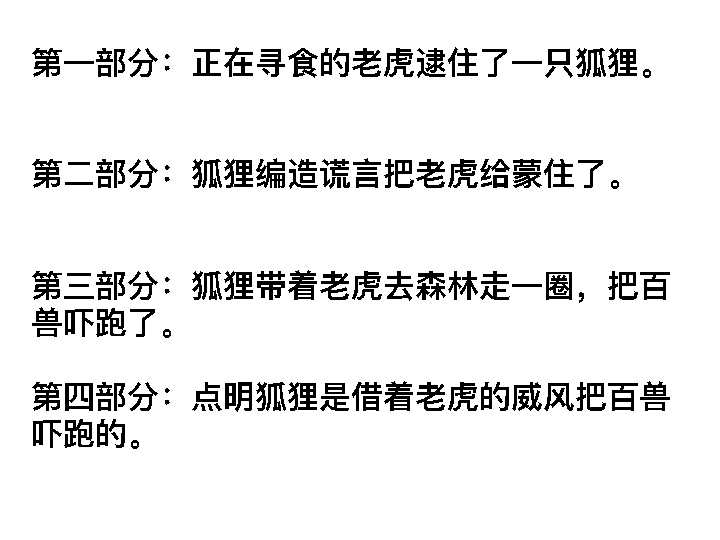 第一部分：正在寻食的老虎逮住了一只狐狸。
第二部分：狐狸编造谎言把老虎给蒙住了。
第三部分：狐狸带着老虎去森林走一圈，把百
兽吓跑了。
第四部分：点明狐狸是借着老虎的威风把百兽
吓跑的。